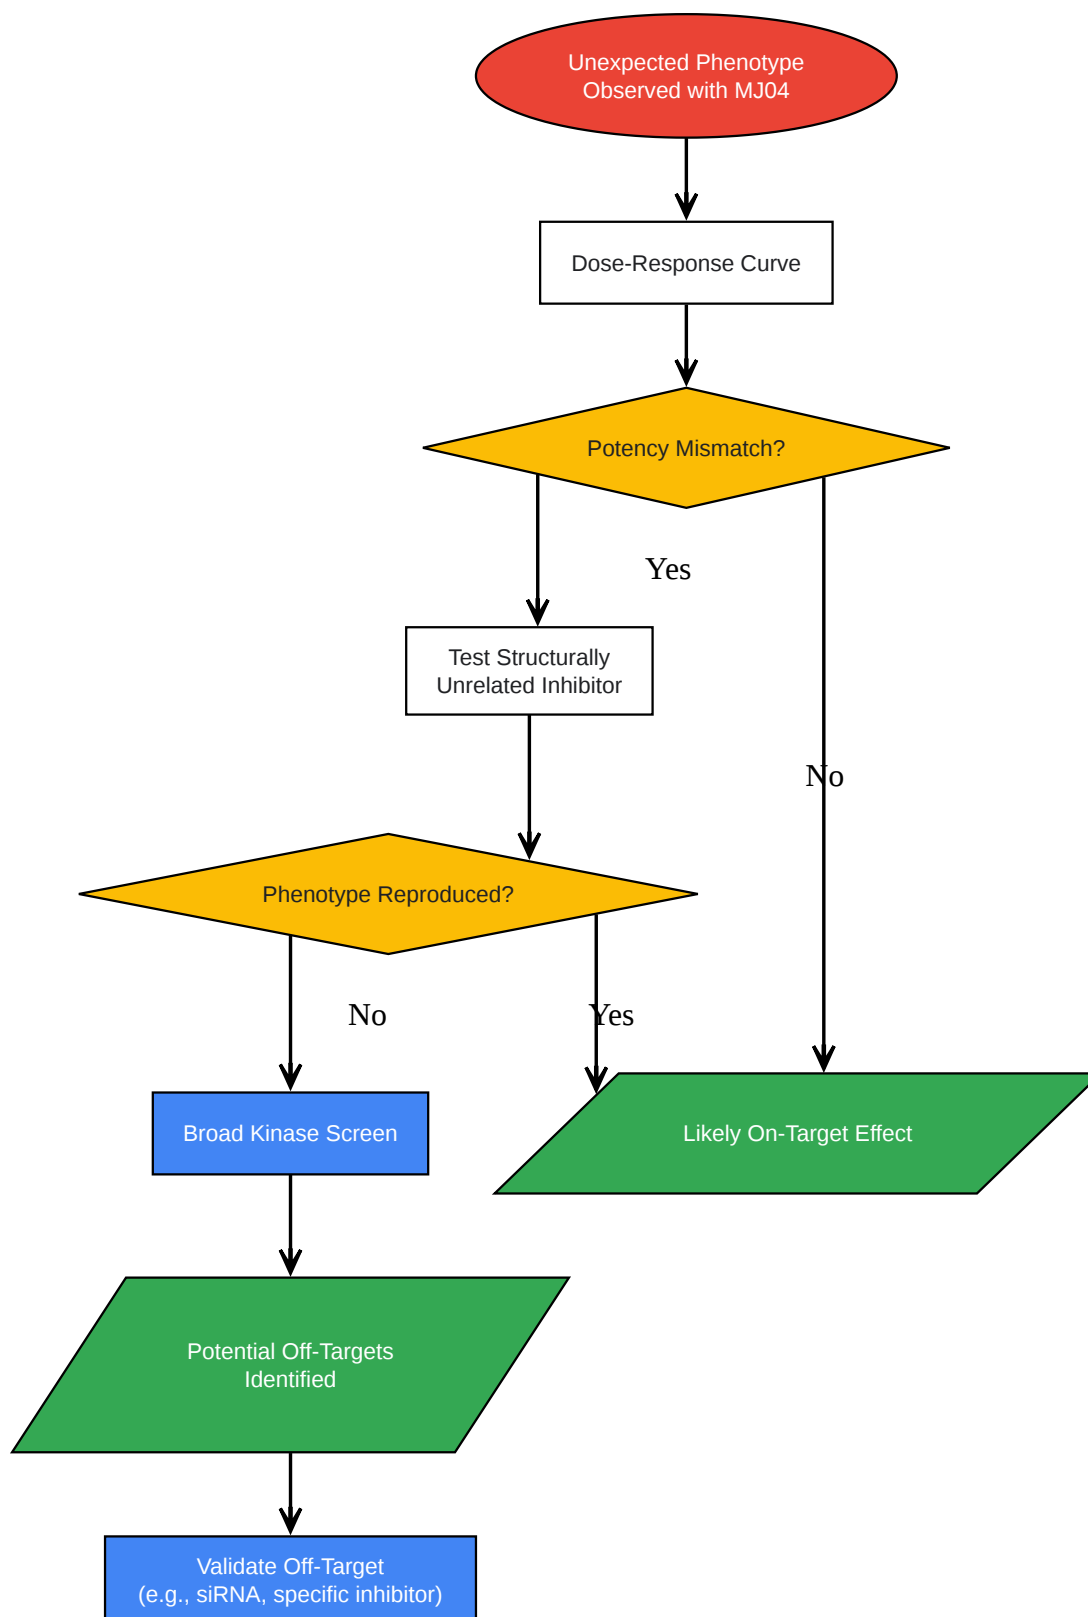 Unexpected Phenotype
Observed with MJ04
Dose-Response Curve
Potency Mismatch?
Yes
Test Structurally
Unrelated Inhibitor
No
Phenotype Reproduced?
No
Yes
Broad Kinase Screen
Likely On-Target Effect
Potential Off-Targets
Identified
Validate Off-Target
(e.g., siRNA, specific inhibitor)